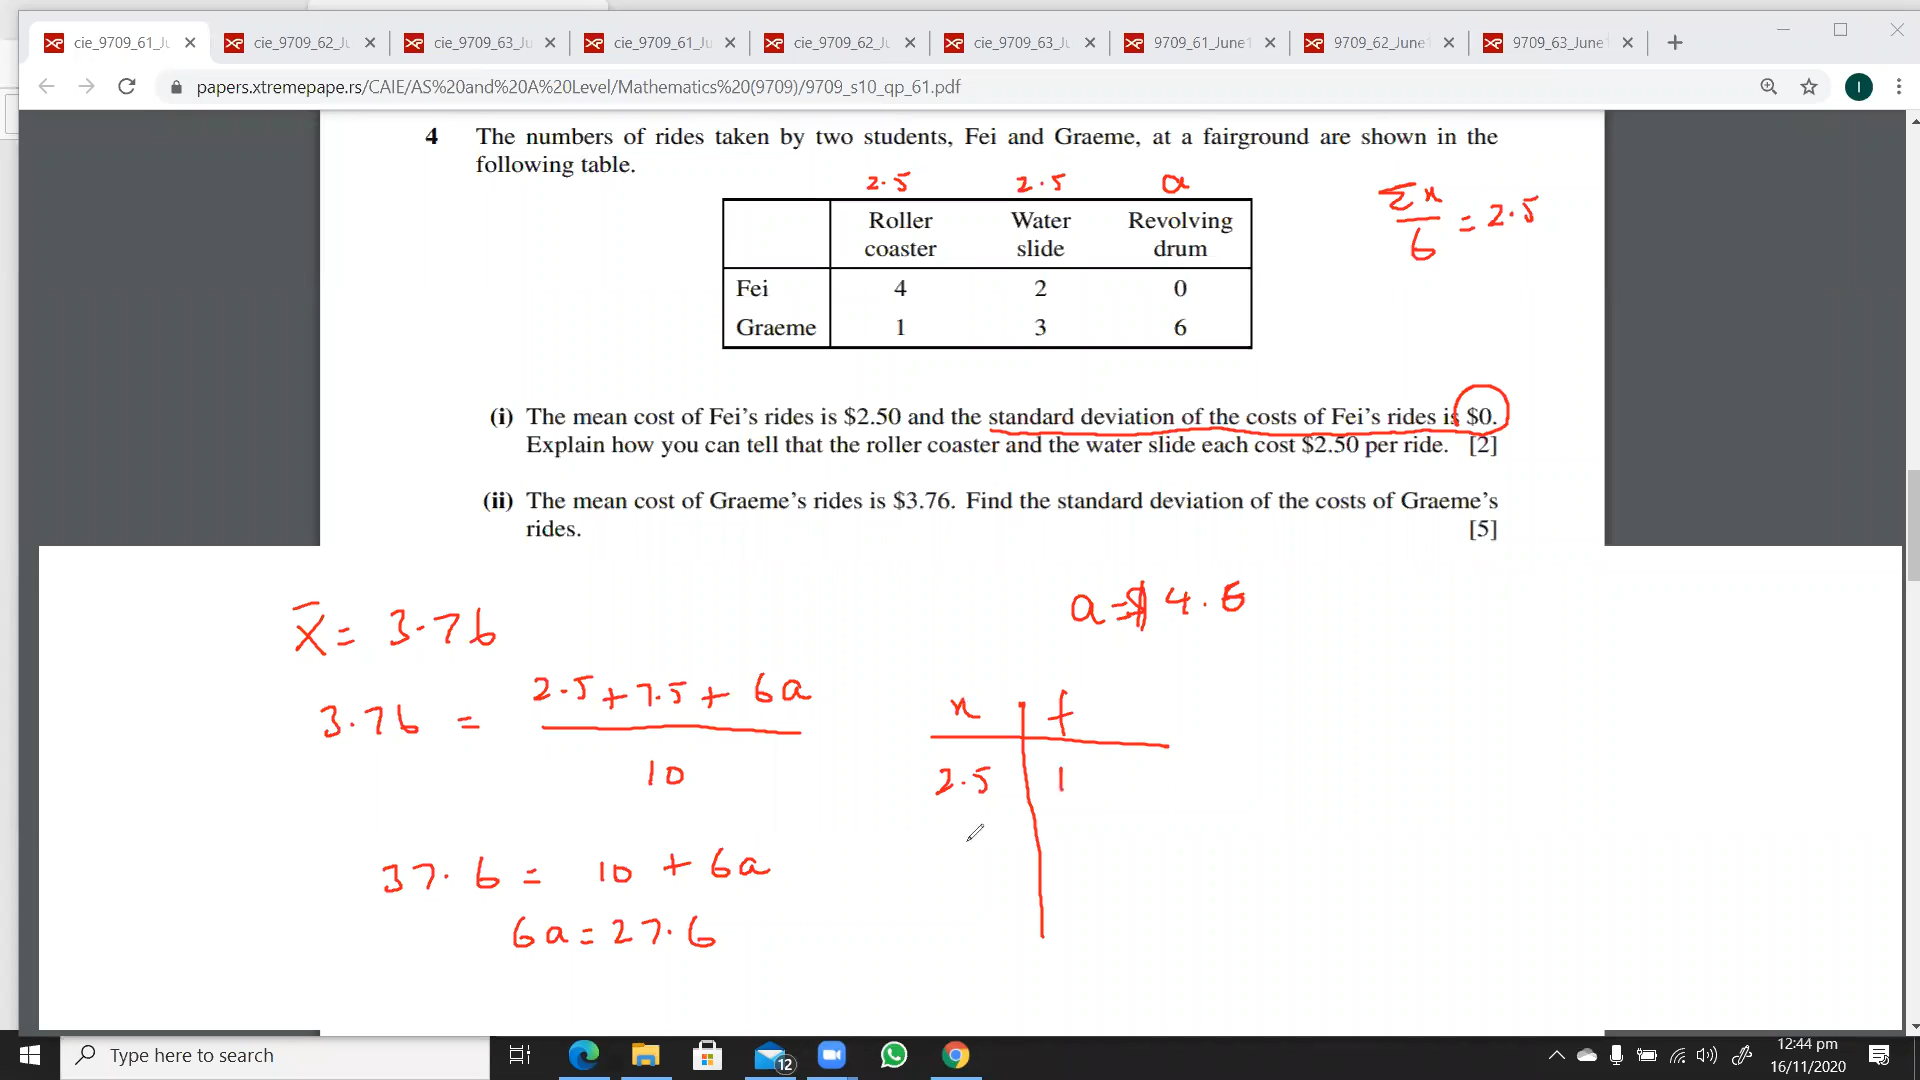 cie_9709_61_Ju
cie_9709_62_Ju
cie_9709_63_Ju
cie_9709_61_Ju
cie_9709_62_Ju
cie_9709_63_Ju
9709_61_June1
9709_62_June1
9709_63_June1
papers.xtremepape.rs/CAIE/AS%20and%20A%20Level/Mathematics%20(9709)/9709_s10_qp_61.pdf
I
4 The numbers of rides taken by two students, Fei and Graeme, at a fairground are shown in the
following table.
2.5 2.5 a
Roller Water Revolving
coaster slide drum
Fei 4 2 0
Graeme 1 3 6
Σx
6
= 2.5
(i) The mean cost of Fei's rides is $2.50 and the standard deviation of the costs of Fei's rides is $0.
Explain how you can tell that the roller coaster and the water slide each cost $2.50 per ride. [2]
(ii) The mean cost of Graeme's rides is $3.76. Find the standard deviation of the costs of Graeme's
rides. [5]
x̄ = 3.76
3.76 = 2.5+7.5+6a
10
37.6 = 10 + 6a
6a = 27.6
a = $4.6
x f
2.5 1
Type here to search
12
12:44 pm
16/11/2020